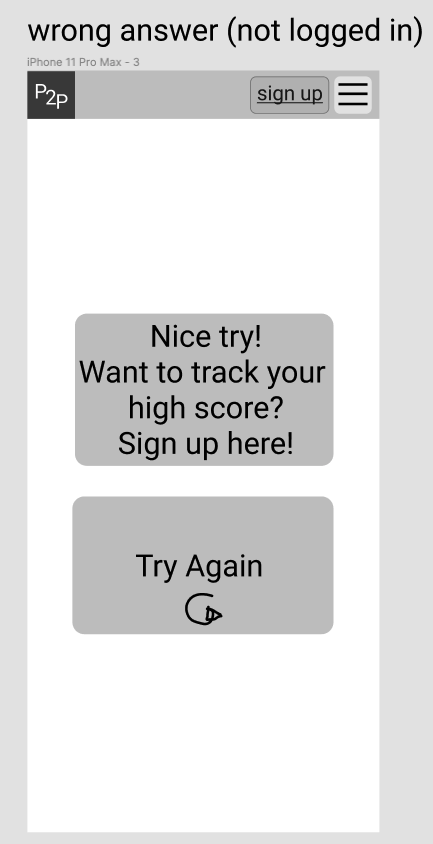 wrong answer (not logged in)
iPhone 11 Pro Max - 3
P2P
sign up
Nice try!
Want to track your
high score?
Sign up here!
Try Again